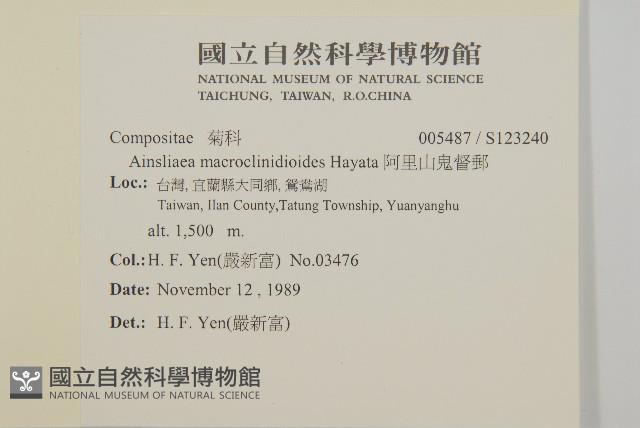 國立自然科學博物館
NATIONAL MUSEUM OF NATURAL SCIENCE
TAICHUNG, TAIWAN, R.O.CHINA
Compositae 菊科 005487 / S123240
Ainsliaea macroclinidioides Hayata 阿里山鬼督郵
Loc.: 台灣, 宜蘭縣大同鄉, 鴛鴦湖
Taiwan, Ilan County,Tatung Township, Yuanyanghu
alt. 1,500 m.
Col.: H. F. Yen(嚴新富) No.03476
Date: November 12 , 1989
Det.: H. F. Yen(嚴新富)
國立自然科學博物館
NATIONAL MUSEUM OF NATURAL SCIENCE